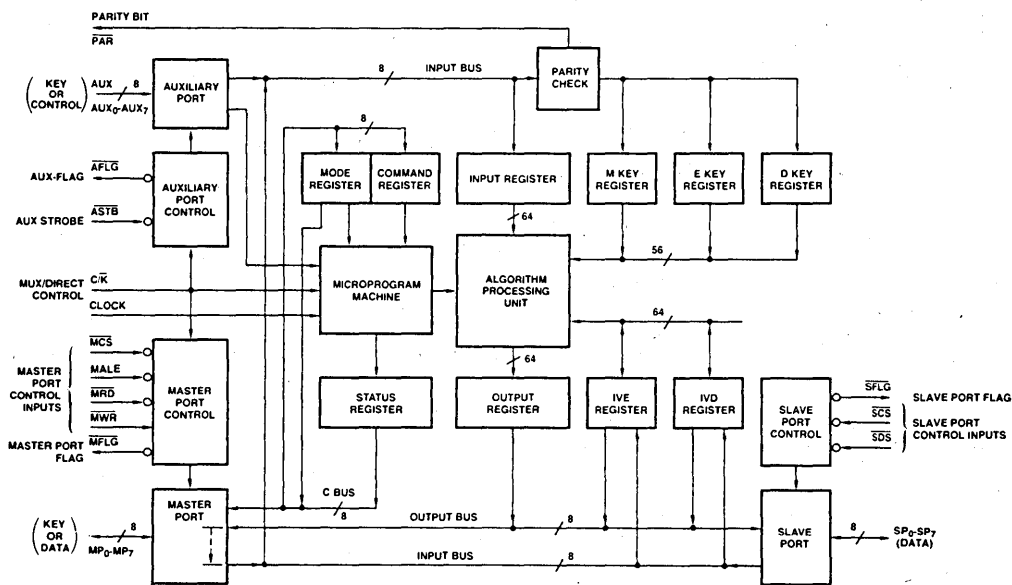 PARITY BIT
PAR
8
INPUT BUS
PARITY
CHECK
(KEY
OR
CONTROL)
AUX
8
AUX0-AUX7
AUXILIARY
PORT
8
MODE
REGISTER
COMMAND
REGISTER
INPUT REGISTER
M KEY
REGISTER
E KEY
REGISTER
D KEY
REGISTER
AUX-FLAG
AFLG
AUX STROBE
ASTB
AUXILIARY
PORT
CONTROL
64
56
MUX/DIRECT
CONTROL
C/K
CLOCK
MICROPROGRAM
MACHINE
ALGORITHM
PROCESSING
UNIT
64
64
MASTER
PORT
CONTROL
INPUTS
MCS
MALE
MRD
MWR
MASTER PORT
FLAG
MFLG
MASTER
PORT
CONTROL
STATUS
REGISTER
OUTPUT
REGISTER
IVE
REGISTER
IVD
REGISTER
SLAVE
PORT
CONTROL
SFLG
SLAVE PORT FLAG
SCS
SDS
SLAVE PORT
CONTROL INPUTS
(KEY
OR
DATA)
8
MP0-MP7
MASTER
PORT
C BUS
8
OUTPUT BUS
8
INPUT BUS
8
SLAVE
PORT
8
SP0-SP7
(DATA)